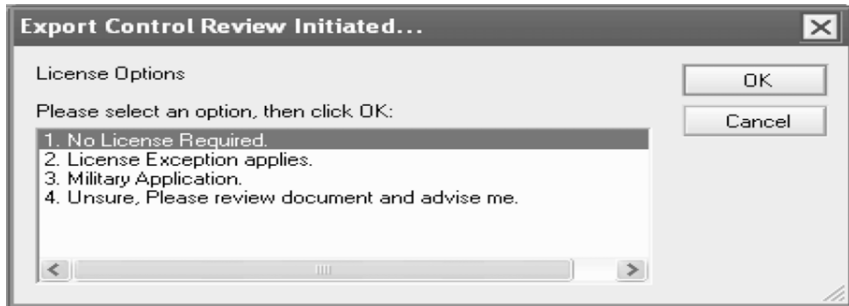 Export Control Review Initiated...
License Options
OK
Please select an option, then click OK:
Cancel
1. No License Required.
2. License Exception applies.
3. Military Application.
4. Unsure, Please review document and advise me.